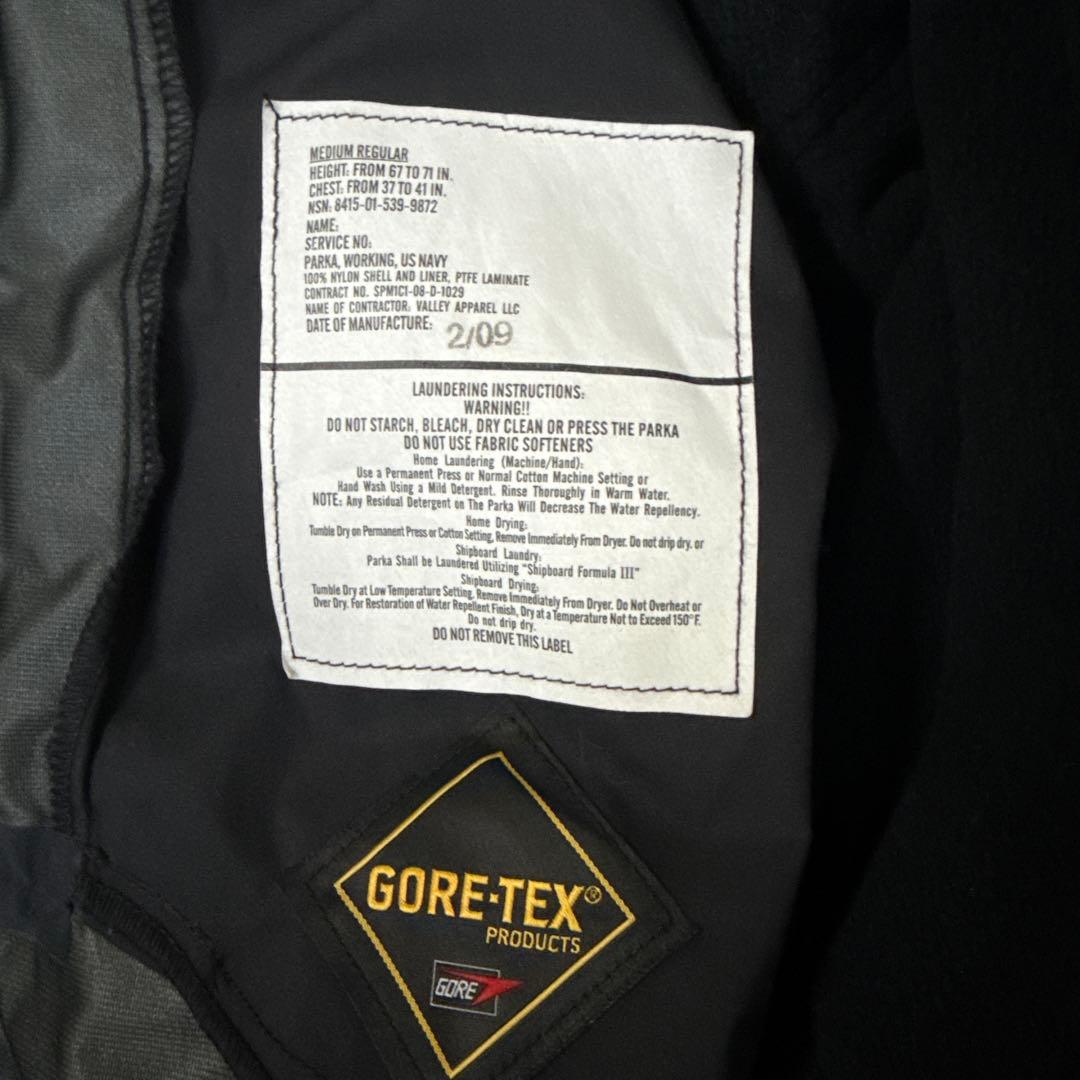 MEDIUM REGULAR
HEIGHT: FROM 67 TO 71 IN.
CHEST: FROM 37 TO 41 IN.
NSN: 8415-01-539-9872
NAME:
SERVICE NO:
PARKA, WORKING, US NAVY
100% NYLON SHELL AND LINER, PTFE LAMINATE
CONTRACT NO. SPM1C1-08-D-1029
NAME OF CONTRACTOR: VALLEY APPAREL LLC
DATE OF MANUFACTURE: 2/09
LAUNDERING INSTRUCTIONS:
WARNING!!
DO NOT STARCH, BLEACH, DRY CLEAN OR PRESS THE PARKA
DO NOT USE FABRIC SOFTENERS
Home Laundering (Machine/Hand):
Use a Permanent Press or Normal Cotton Machine Setting or
Hand Wash Using a Mild Detergent. Rinse Thoroughly in Warm Water.
NOTE: Any Residual Detergent on The Parka Will Decrease The Water Repellency.
Home Drying:
Tumble Dry on Permanent Press or Cotton Setting, Remove Immediately From Dryer. Do not drip dry. or
Shipboard Laundry:
Parka Shall be Laundered Utilizing "Shipboard Formula III"
Shipboard Drying:
Tumble Dry at Low Temperature Setting, Remove Immediately From Dryer. Do Not Overheat or
Over Dry. For Restoration of Water Repellent Finish, Dry at a Temperature Not to Exceed 150°F.
Do not drip dry.
DO NOT REMOVE THIS LABEL
GORE-TEX®
PRODUCTS
GORE